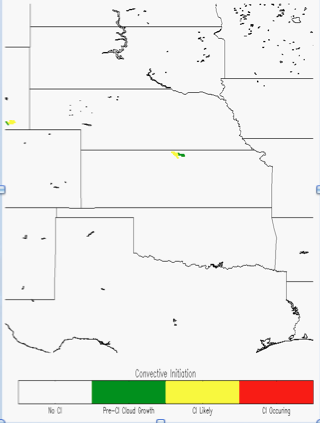 Convective Initiation
No CI
Pre-CI Cloud Growth
CI Likely
CI Occuring